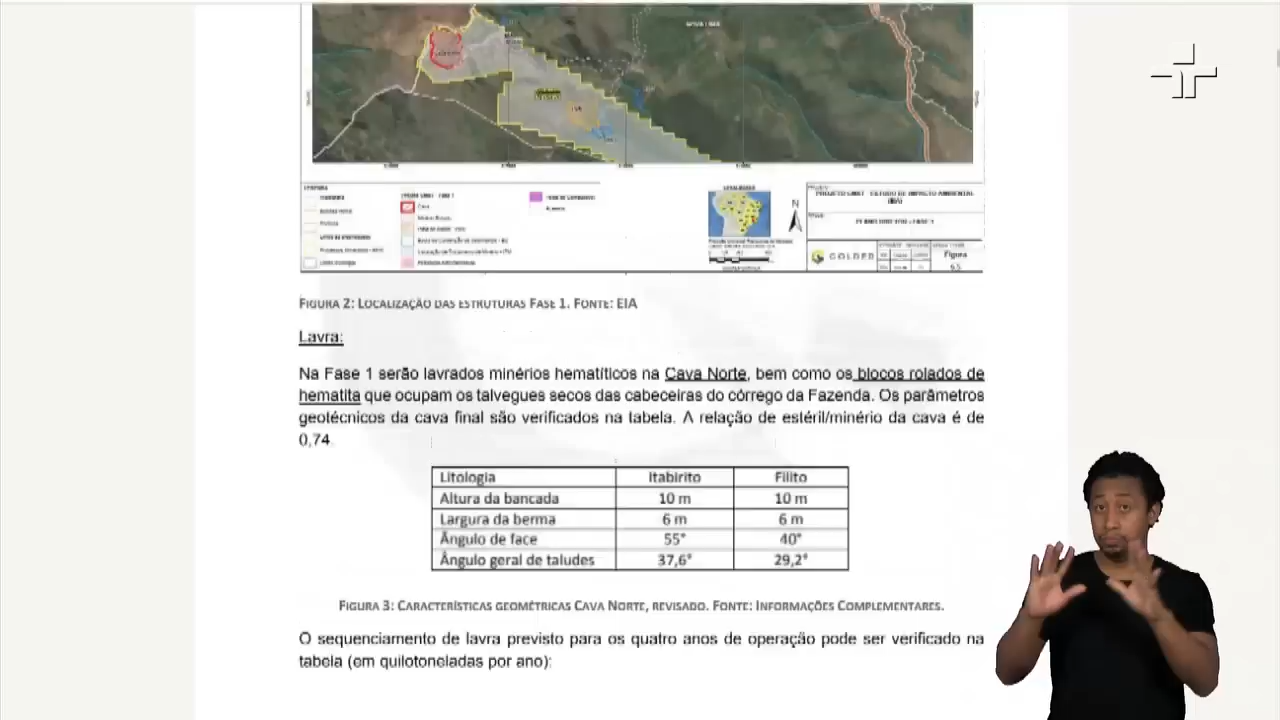 N
GOLDER
Figura
6.5
FIGURA 2: LOCALIZAÇÃO DAS ESTRUTURAS FASE 1. FONTE: EIA
Lavra:
Na Fase 1 serão lavrados minérios hematíticos na Cava Norte, bem como os blocos rolados de
hematita que ocupam os talvegues secos das cabeceiras do córrego da Fazenda. Os parâmetros
geotécnicos da cava final são verificados na tabela. A relação de estéril/minério da cava é de
0,74.
Litologia Itabirito Filito
Altura da bancada 10 m 10 m
Largura da berma 6 m 6 m
Ângulo de face 55° 40°
Ângulo geral de taludes 37,6° 29,2°
FIGURA 3: CARACTERÍSTICAS GEOMÉTRICAS CAVA NORTE, REVISADO. FONTE: INFORMAÇÕES COMPLEMENTARES.
O sequenciamento de lavra previsto para os quatro anos de operação pode ser verificado na
tabela (em quilotoneladas por ano):